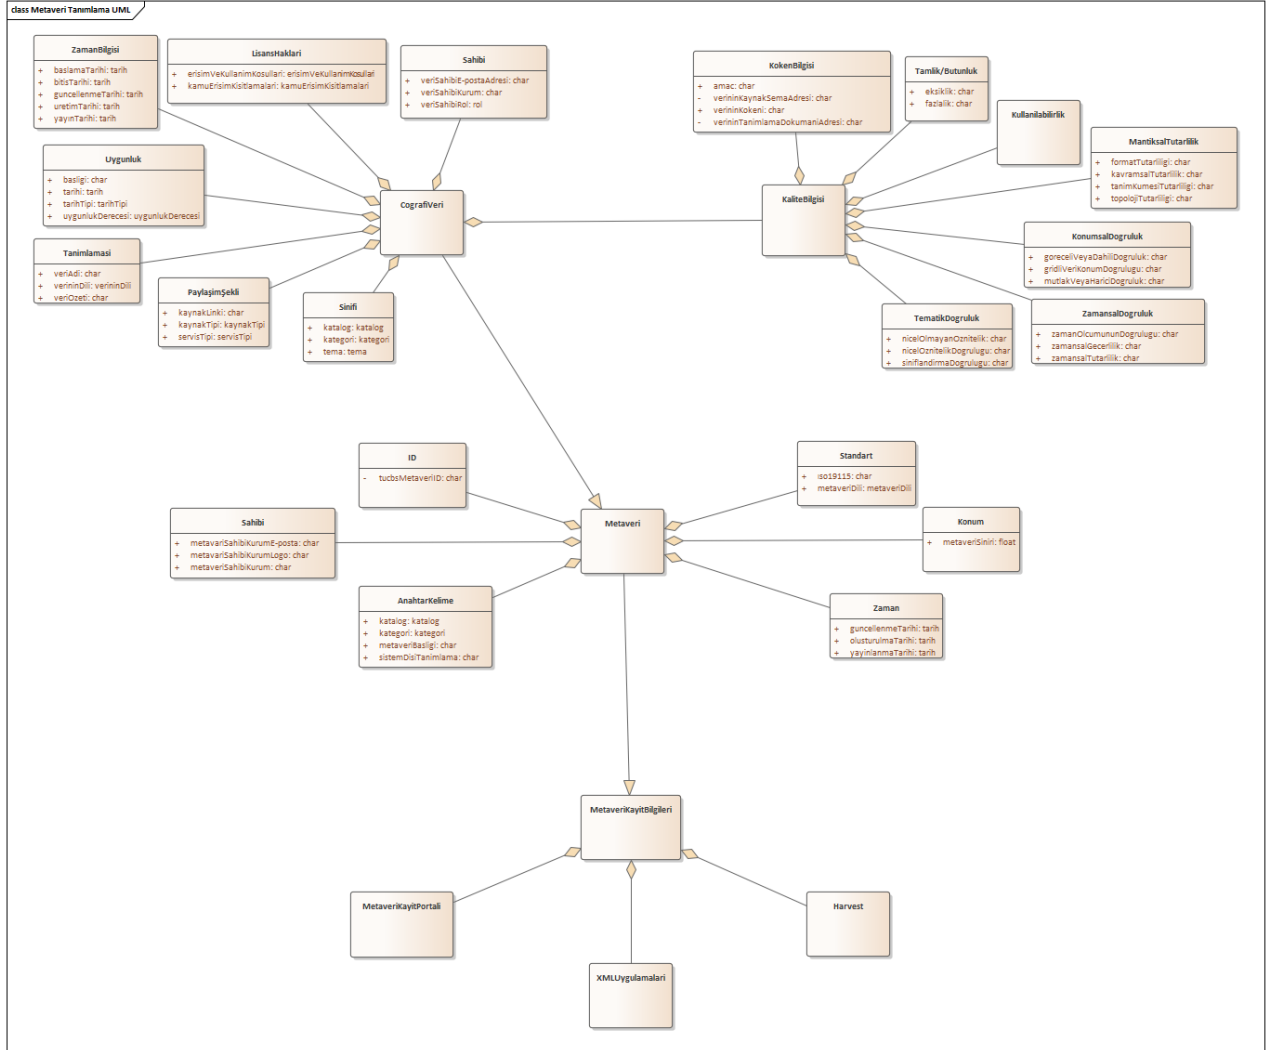 class Metaveri Tanımlama UML
ZamanBilgisi
+ baslamaTarihi: tarih
+ bitisTarihi: tarih
+ guncellenmeTarihi: tarih
+ uretimTarihi: tarih
+ yayınTarihi: tarih
LisansHaklari
+ erisimVeKullanimKosullari: erisimVeKullanimKosullari
+ kamuErisimKisitlamalari: kamuErisimKisitlamalari
Sahibi
+ veriSahibiE-postaAdresi: char
+ veriSahibiKurum: char
+ veriSahibiRol: rol
Uygunluk
+ basligi: char
+ tarihi: tarih
+ tarihTipi: tarihTipi
+ uygunlukDerecesi: uygunlukDerecesi
CografiVeri
Tanimlamasi
+ veriAdi: char
+ verininDili: verininDili
+ veriOzeti: char
PaylaşimŞekli
+ kaynakLinki: char
+ kaynakTipi: kaynakTipi
+ servisTipi: servisTipi
Sinifi
+ katalog: katalog
+ kategori: kategori
+ tema: tema
KokenBilgisi
+ amac: char
- verininKaynakSemaAdresi: char
+ verininKokeni: char
- verininTanimlamaDokumaniAdresi: char
Tamlik/Butunluk
+ eksiklik: char
+ fazlalik: char
Kullanilabilirlik
MantiksalTutarlilik
+ formatTutarliligi: char
+ kavramsalTutarlilik: char
+ tanimKumesiTutarliligi: char
+ topolojiTutarliligi: char
KaliteBilgisi
KonumsalDogruluk
+ goreceliVeyaDahiliDogruluk: char
+ gridliVeriKonumDogrulugu: char
+ mutlakVeyaHariciDogruluk: char
TematikDogruluk
+ nicelOlmayanOznitelik: char
+ nicelOznitelikDogrulugu: char
+ siniflandirmaDogrulugu: char
ZamansalDogruluk
+ zamanOlcumununDogrulugu: char
+ zamansalGecerlilik: char
+ zamansalTutarlilik: char
ID
- tucbsMetaveriID: char
Standart
+ ıso19115: char
+ metaveriDili: metaveriDili
Sahibi
+ metavariSahibiKurumE-posta: char
+ metavariSahibiKurumLogo: char
+ metaveriSahibiKurum: char
Metaveri
Konum
+ metaveriSiniri: float
AnahtarKelime
+ katalog: katalog
+ kategori: kategori
+ metaveriBasligi: char
+ sistemDisiTanimlama: char
Zaman
+ guncellenmeTarihi: tarih
+ olusturulmaTarihi: tarih
+ yayinlanmaTarihi: tarih
MetaveriKayitBilgileri
MetaveriKayitPortali
Harvest
XMLUygulamalari